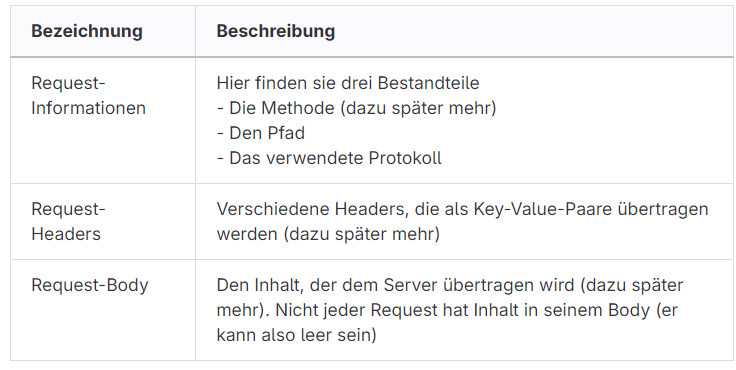 Bezeichnung Beschreibung
Request-
Informationen
Hier finden sie drei Bestandteile
- Die Methode (dazu später mehr)
- Den Pfad
- Das verwendete Protokoll
Request-
Headers
Verschiedene Headers, die als Key-Value-Paare übertragen
werden (dazu später mehr)
Request-Body
Den Inhalt, der dem Server übertragen wird (dazu später
mehr). Nicht jeder Request hat Inhalt in seinem Body (er
kann also leer sein)